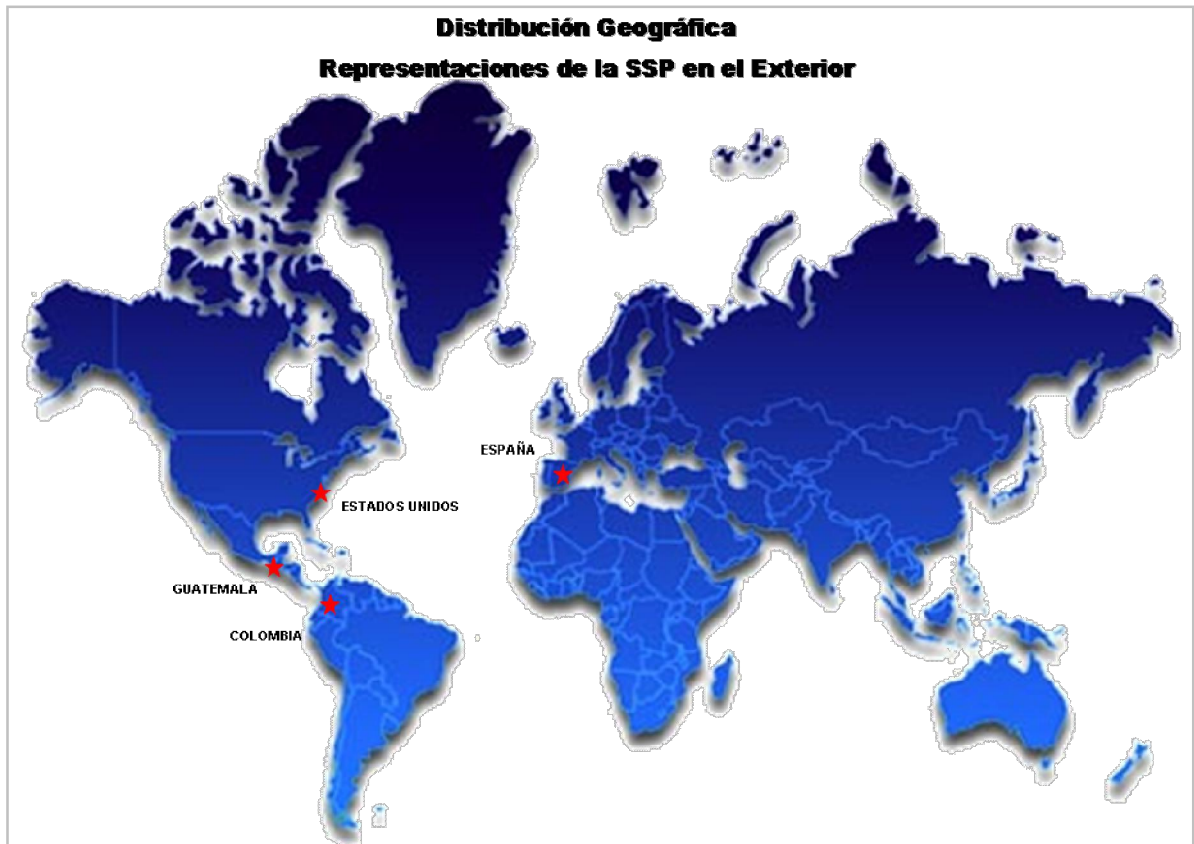 Distribución Geográfica
Representaciones de la SSP en el Exterior
ESPAÑA
ESTADOS UNIDOS
GUATEMALA
COLOMBIA